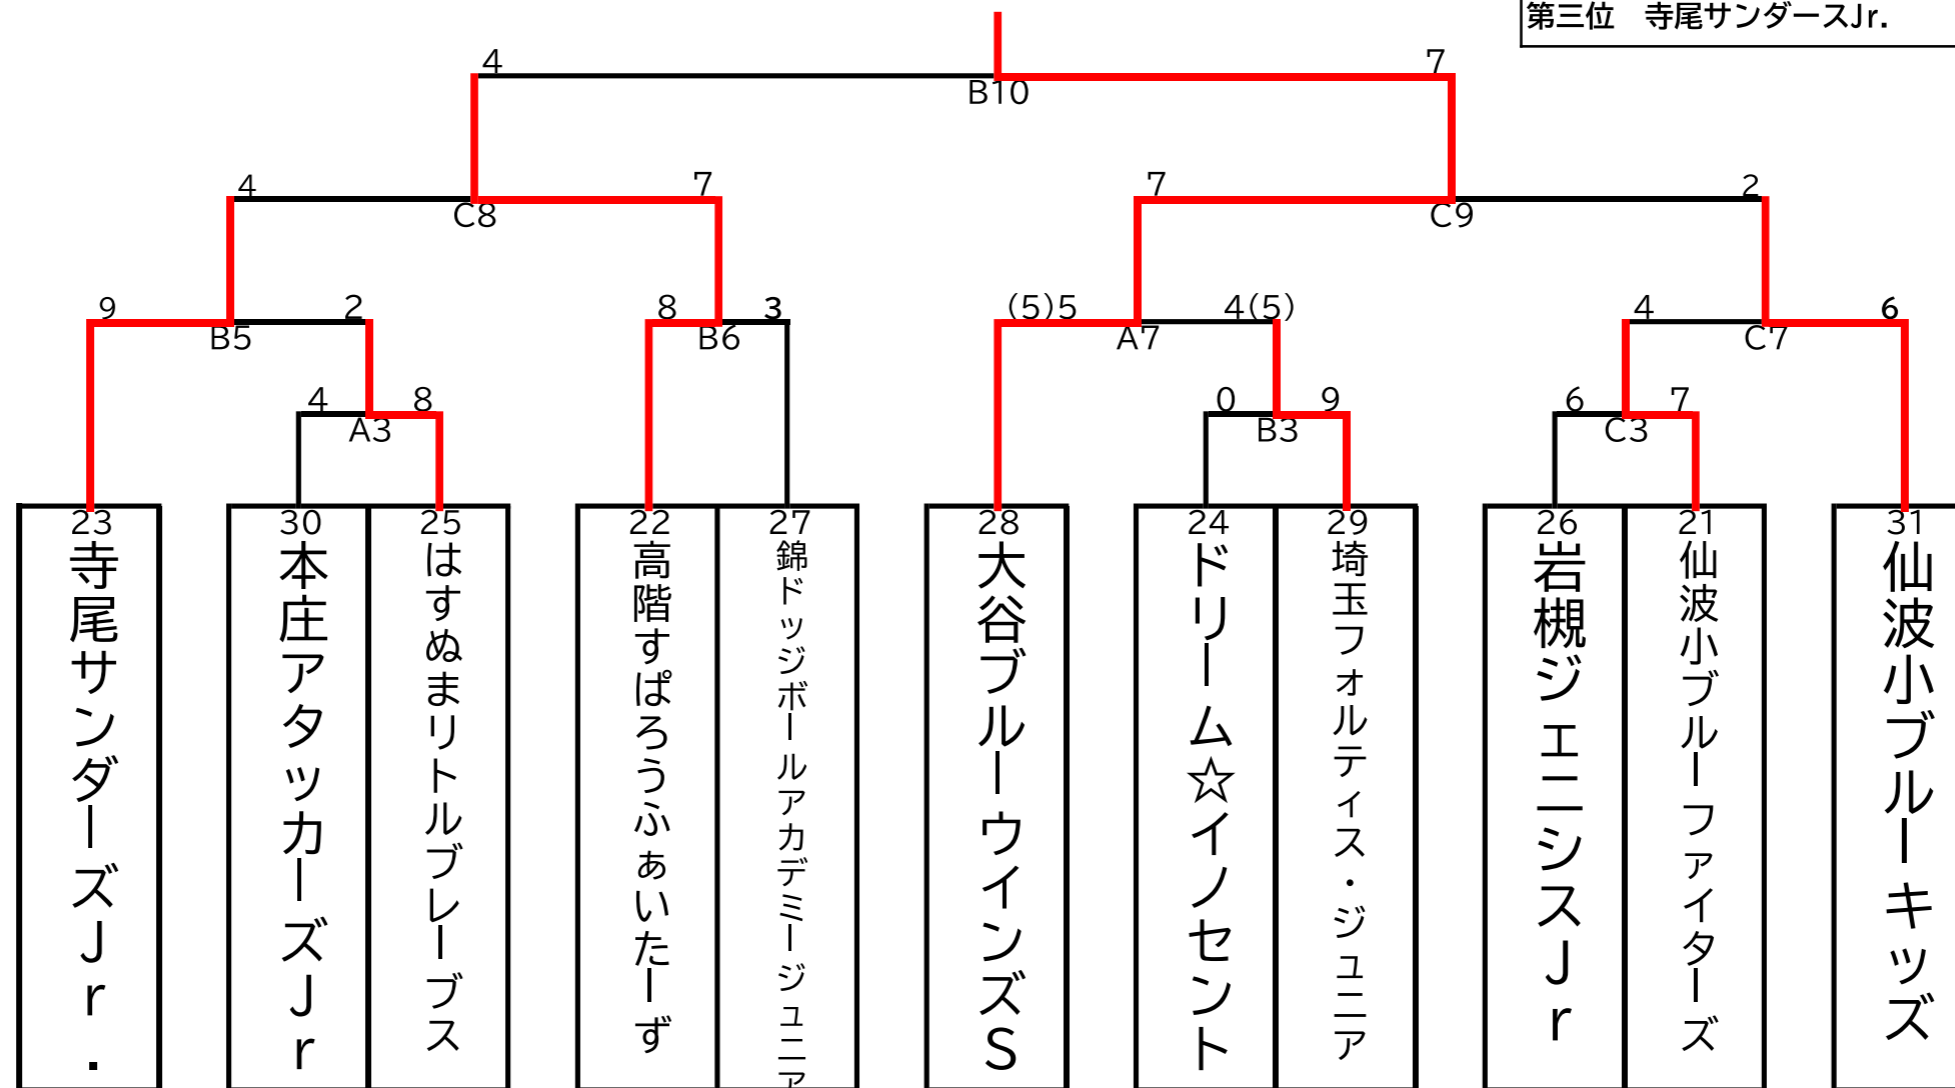 第三位 寺尾サンダースJr.
4 7
B10
4 7 7 2
C8 C9
9 2 8 3 (5)5 4(5) 4 6
B5 B6 A7 C7
4 8 0 9 6 7
A3 B3 C3
23
寺尾サンダーズJr.
30
本庄アタッカーズJr
25
はすぬまリトルブレーブス
22
高階すぱろうふぁいたーず
27
錦ドッジボールアカデミージュニア
28
大谷ブルーウインズS
24
ドリーム☆イノセント
29
埼玉フォルティス・ジュニア
26
岩槻ジェニシスJr
21
仙波小ブルーファイターズ
31
仙波小ブルーキッズ